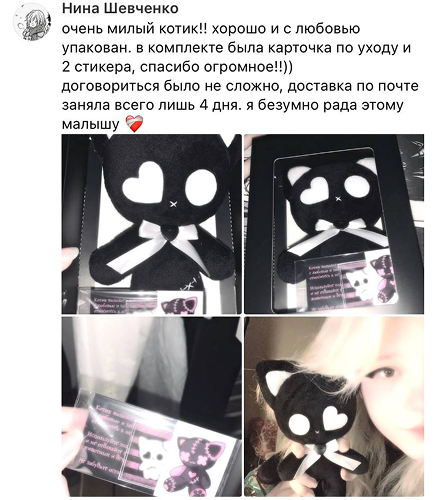 Нина Шевченко
очень милый котик!! хорошо и с любовью
упакован. в комплекте была карточка по уходу и
2 стикера, спасибо огромное!!))
договориться было не сложно, доставка по почте
заняла всего лишь 4 дня. я безумно рада этому
малышу ❤️‍🩹